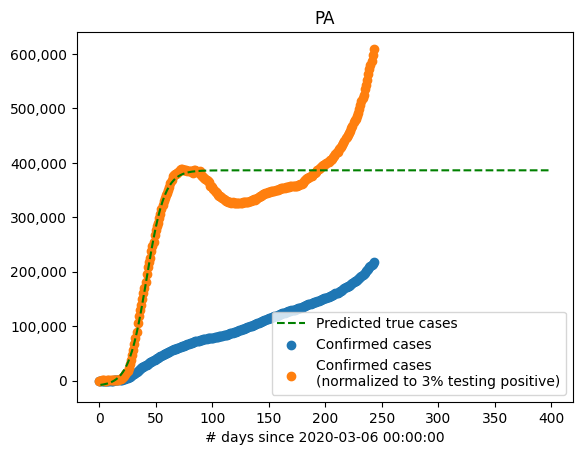 PA
600,000
500,000
400,000
300,000
200,000
100,000
0
Predicted true cases
Confirmed cases
Confirmed cases
(normalized to 3% testing positive)
0 50 100 150 200 250 300 350 400
# days since 2020-03-06 00:00:00